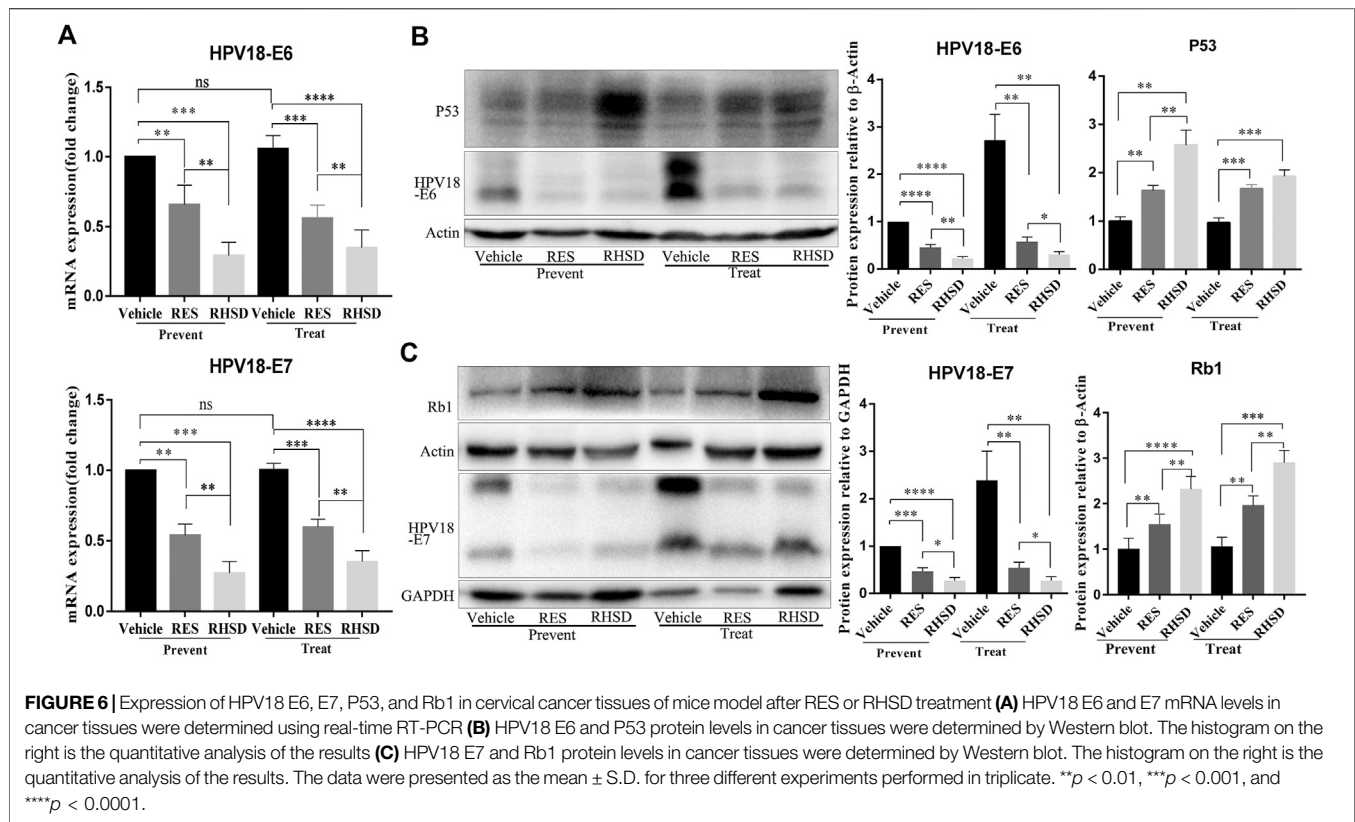 A
HPV18-E6
mRNA expression(fold change)
1.5
1.0
0.5
0.0
ns
***
**
**
****
***
**
Vehicle RES RHSD Vehicle RES RHSD
Prevent Treat
HPV18-E7
mRNA expression(fold change)
1.5
1.0
0.5
0.0
ns
***
**
**
****
***
**
Vehicle RES RHSD Vehicle RES RHSD
Prevent Treat
B
P53
HPV18
-E6
Actin
Vehicle RES RHSD Vehicle RES RHSD
Prevent Treat
HPV18-E6
Protien expression relative to β-Actin
4
3
2
1
0
****
****
**
**
**
*
Vehicle RES RHSD Vehicle RES RHSD
Prevent Treat
P53
4
3
2
1
0
**
**
**
***
***
Vehicle RES RHSD Vehicle RES RHSD
Prevent Treat
C
Rb1
Actin
HPV18
-E7
GAPDH
Vehicle RES RHSD Vehicle RES RHSD
Prevent Treat
HPV18-E7
Protien expression relative to GAPDH
4
3
2
1
0
****
***
*
**
**
*
Vehicle RES RHSD Vehicle RES RHSD
Prevent Treat
Rb1
Protein expression relative to β-Actin
4
3
2
1
0
****
**
**
***
**
**
Vehicle RES RHSD Vehicle RES RHSD
Prevent Treat
FIGURE 6 | Expression of HPV18 E6, E7, P53, and Rb1 in cervical cancer tissues of mice model after RES or RHSD treatment (A) HPV18 E6 and E7 mRNA levels in
cancer tissues were determined using real-time RT-PCR (B) HPV18 E6 and P53 protein levels in cancer tissues were determined by Western blot. The histogram on the
right is the quantitative analysis of the results (C) HPV18 E7 and Rb1 protein levels in cancer tissues were determined by Western blot. The histogram on the right is the
quantitative analysis of the results. The data were presented as the mean ± S.D. for three different experiments performed in triplicate. **p < 0.01, ***p < 0.001, and
****p < 0.0001.